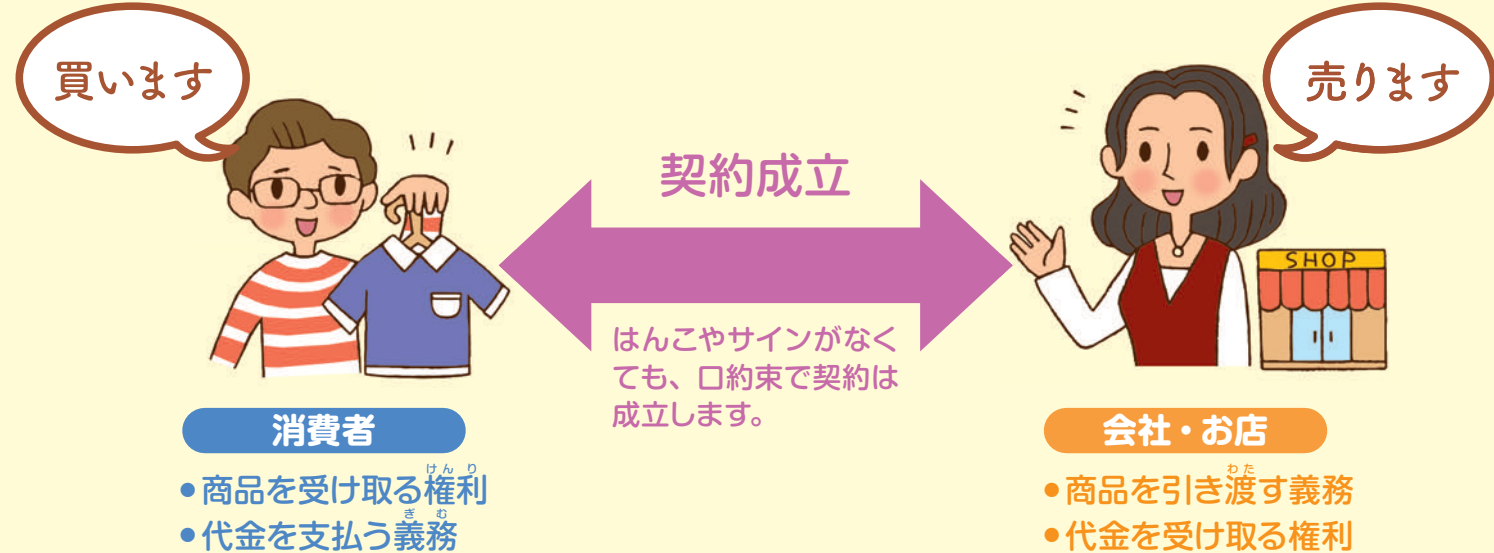 買います
売ります
契約成立
はんこやサインがなく
ても、口約束で契約は
成立します。
SHOP
消費者
●商品を受け取る権利
けんり
●代金を支払う義務
ぎむ
会社・お店
●商品を引き渡す義務
わた
●代金を受け取る権利